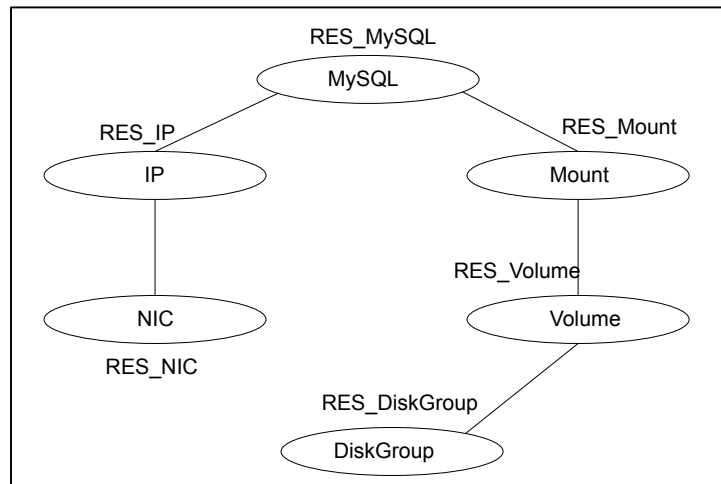 RES_MySQL
MySQL
RES_IP
RES_Mount
IP
Mount
RES_Volume
NIC
Volume
RES_NIC
RES_DiskGroup
DiskGroup